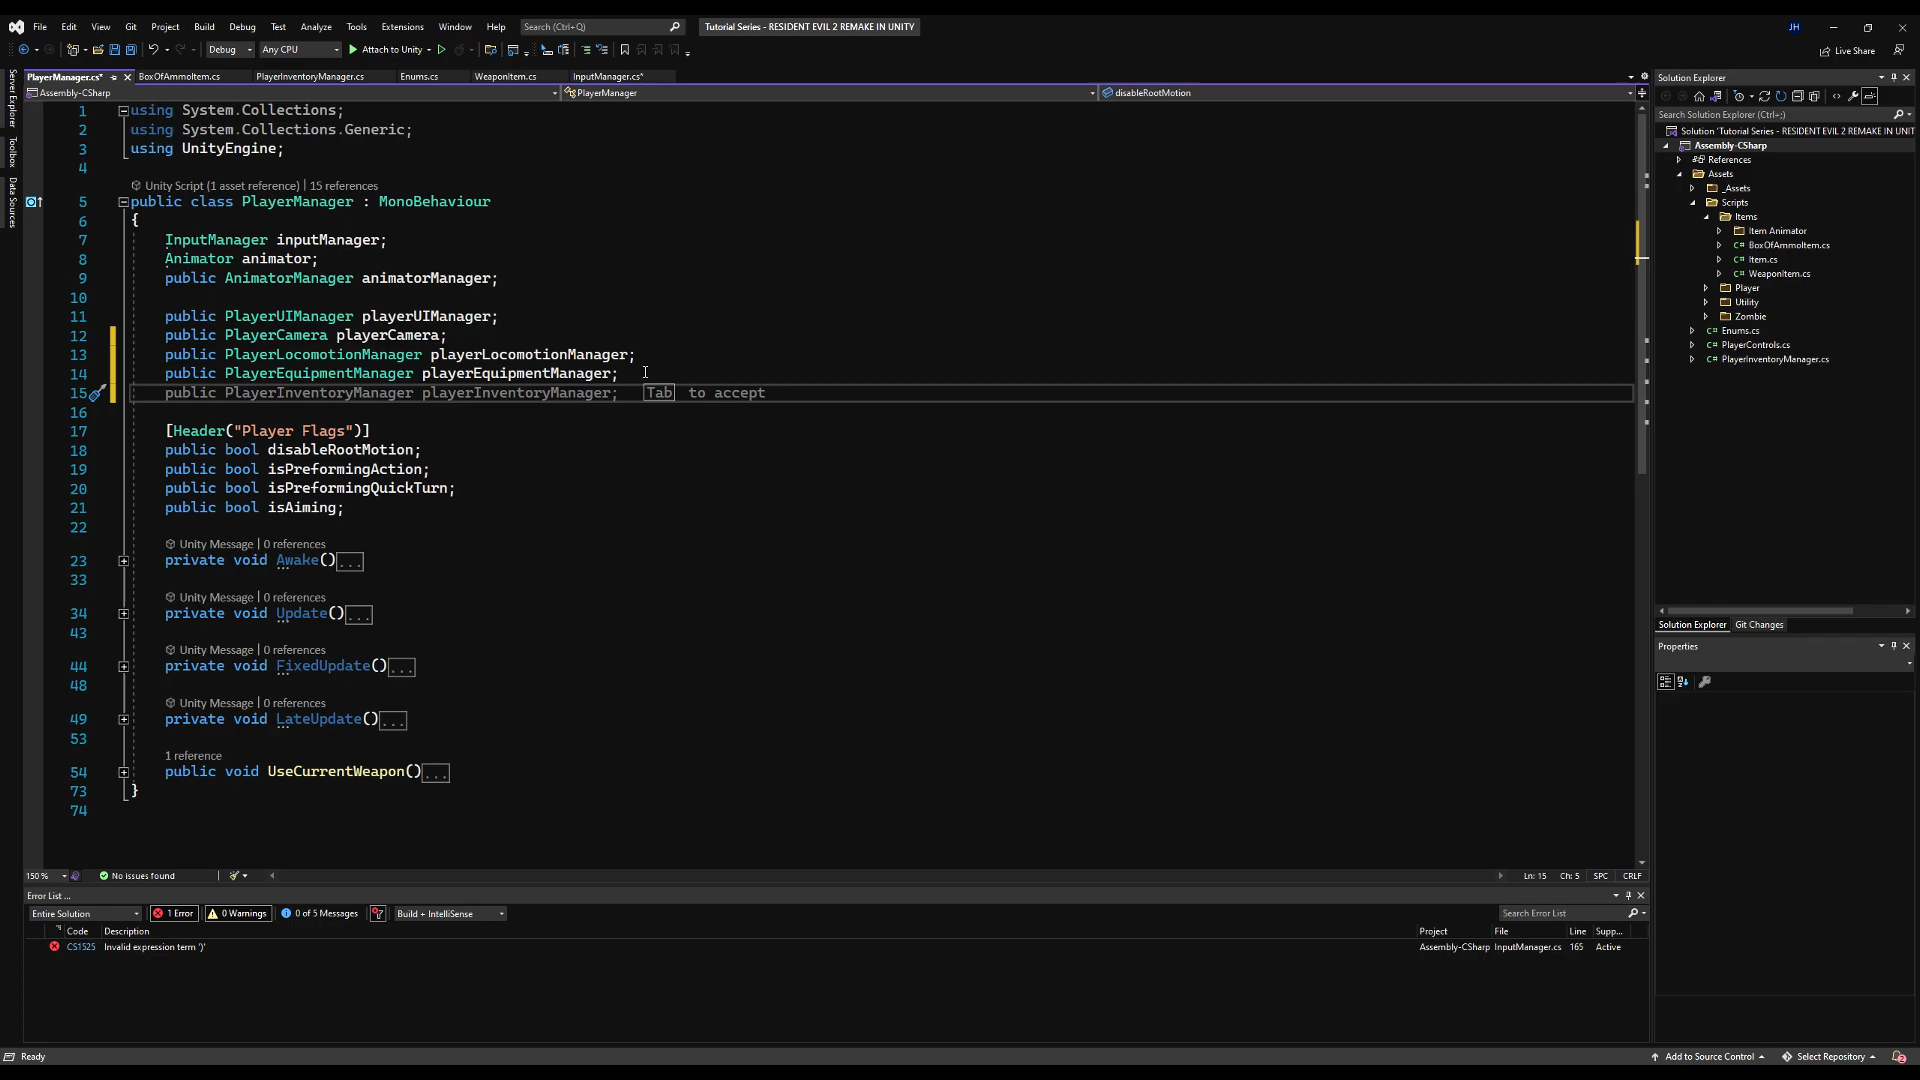 File Edit View Git Project Build Debug Test Analyze Tools Extensions Window Help Search (Ctrl+Q) Tutorial Series - RESIDENT EVIL 2 REMAKE IN UNITY JH
Debug Any CPU Attach to Unity Live Share
PlayerManager.cs* BoxOfAmmoItem.cs PlayerInventoryManager.cs Enums.cs WeaponItem.cs InputManager.cs*
Assembly-CSharp PlayerManager disableRootMotion
Server Explorer
Toolbox
Data Sources
1 using System.Collections;
2 using System.Collections.Generic;
3 using UnityEngine;
4
Unity Script (1 asset reference) | 15 references
5 public class PlayerManager : MonoBehaviour
6 {
7 InputManager inputManager;
8 Animator animator;
9 public AnimatorManager animatorManager;
10
11 public PlayerUIManager playerUIManager;
12 public PlayerCamera playerCamera;
13 public PlayerLocomotionManager playerLocomotionManager;
14 public PlayerEquipmentManager playerEquipmentManager;
15 public PlayerInventoryManager playerInventoryManager; Tab to accept
16
17 [Header("Player Flags")]
18 public bool disableRootMotion;
19 public bool isPreformingAction;
20 public bool isPreformingQuickTurn;
21 public bool isAiming;
22
Unity Message | 0 references
23 private void Awake()...
33
Unity Message | 0 references
34 private void Update()...
43
Unity Message | 0 references
44 private void FixedUpdate()...
48
Unity Message | 0 references
49 private void LateUpdate()...
53
1 reference
54 public void UseCurrentWeapon()...
73 }
74
150 % No issues found Ln: 15 Ch: 5 SPC CRLF
Error List ...
Entire Solution 1 Error 0 Warnings 0 of 5 Messages Build + IntelliSense Search Error List
Code Description Project File Line Supp...
CS1525 Invalid expression term ')' Assembly-CSharp InputManager.cs 165 Active
Solution Explorer
Search Solution Explorer (Ctrl+;)
Solution 'Tutorial Series - RESIDENT EVIL 2 REMAKE IN UNIT
Assembly-CSharp
References
Assets
_Assets
Scripts
Items
Item Animator
BoxOfAmmoItem.cs
Item.cs
WeaponItem.cs
Player
Utility
Zombie
Enums.cs
PlayerControls.cs
PlayerInventoryManager.cs
Solution Explorer Git Changes
Properties
Ready Add to Source Control Select Repository 2